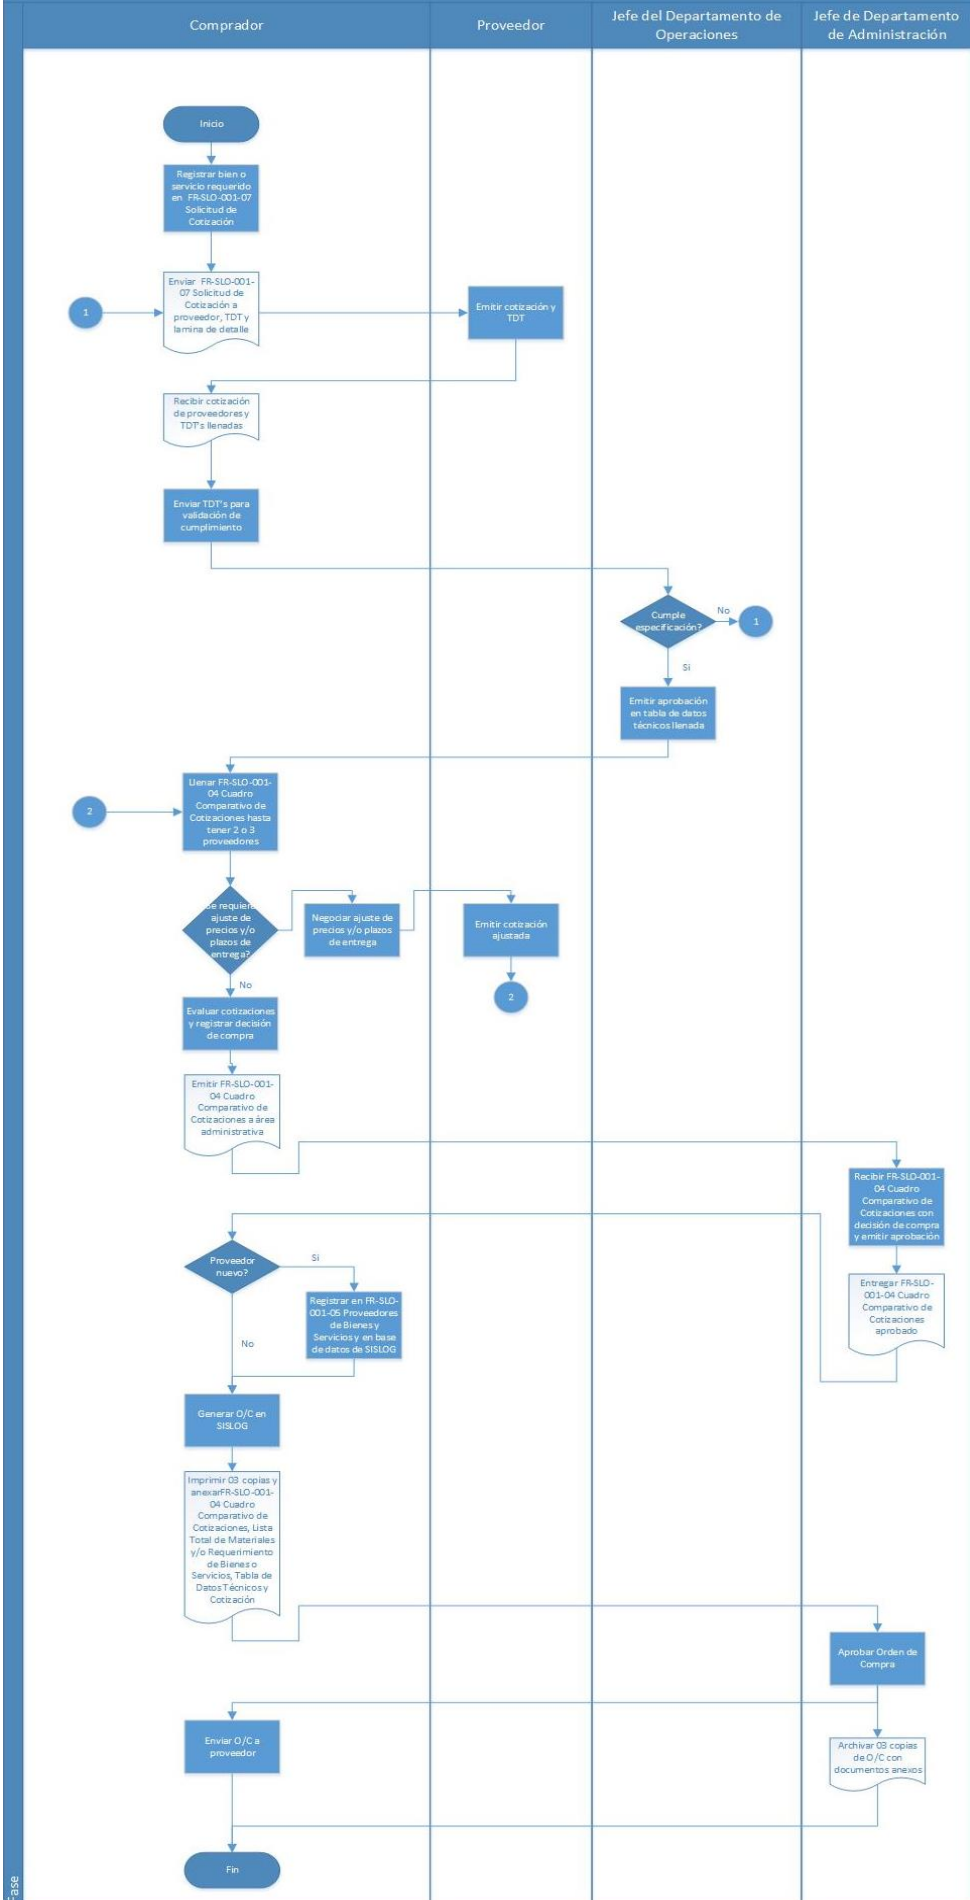 Comprador
Proveedor
Jefe del Departamento de
Operaciones
Jefe de Departamento
de Administración
Inicio
Registrar bien o
servicio requerido
en FR-SLO-001-07
Solicitud de
Cotización
1
Enviar FR-SLO-001-
07 Solicitud de
Cotización a
proveedor, TDT y
lamina de detalle
Emitir cotización y
TDT
Recibir cotización
de proveedores y
TDT's llenadas
Enviar TDT's para
validación de
cumplimiento
Cumple
especificación?
No
1
Si
Emitir aprobación
en tabla de datos
técnicos llenada
2
Llenar FR-SLO-001-
04 Cuadro
Comparativo de
Cotizaciones hasta
tener 2 o 3
proveedores
Se requiere
ajuste de
precios y/o
plazos de
entrega?
Negociar ajuste de
precios y/o plazos
de entrega
Emitir cotización
ajustada
2
No
Evaluar cotizaciones
y registrar decisión
de compra
Emitir FR-SLO-001-
04 Cuadro
Comparativo de
Cotizaciones a área
administrativa
Recibir FR-SLO-001-
04 Cuadro
Comparativo de
Cotizaciones con
decisión de compra
y emitir aprobación
Entregar FR-SLO-
001-04 Cuadro
Comparativo de
Cotizaciones
aprobado
Proveedor
nuevo?
Si
Registrar en FR-SLO-
001-05 Proveedores
de Bienes y
Servicios y en base
de datos de SISLOG
No
Generar O/C en
SISLOG
Imprimir 03 copias y
anexarFR-SLO-001-
04 Cuadro
Comparativo de
Cotizaciones, Lista
Total de Materiales
y/o Requerimiento
de Bienes o
Servicios, Tabla de
Datos Técnicos y
Cotización
Aprobar Orden de
Compra
Enviar O/C a
proveedor
Archivar 03 copias
de O/C con
documentos anexos
Fin
Fase